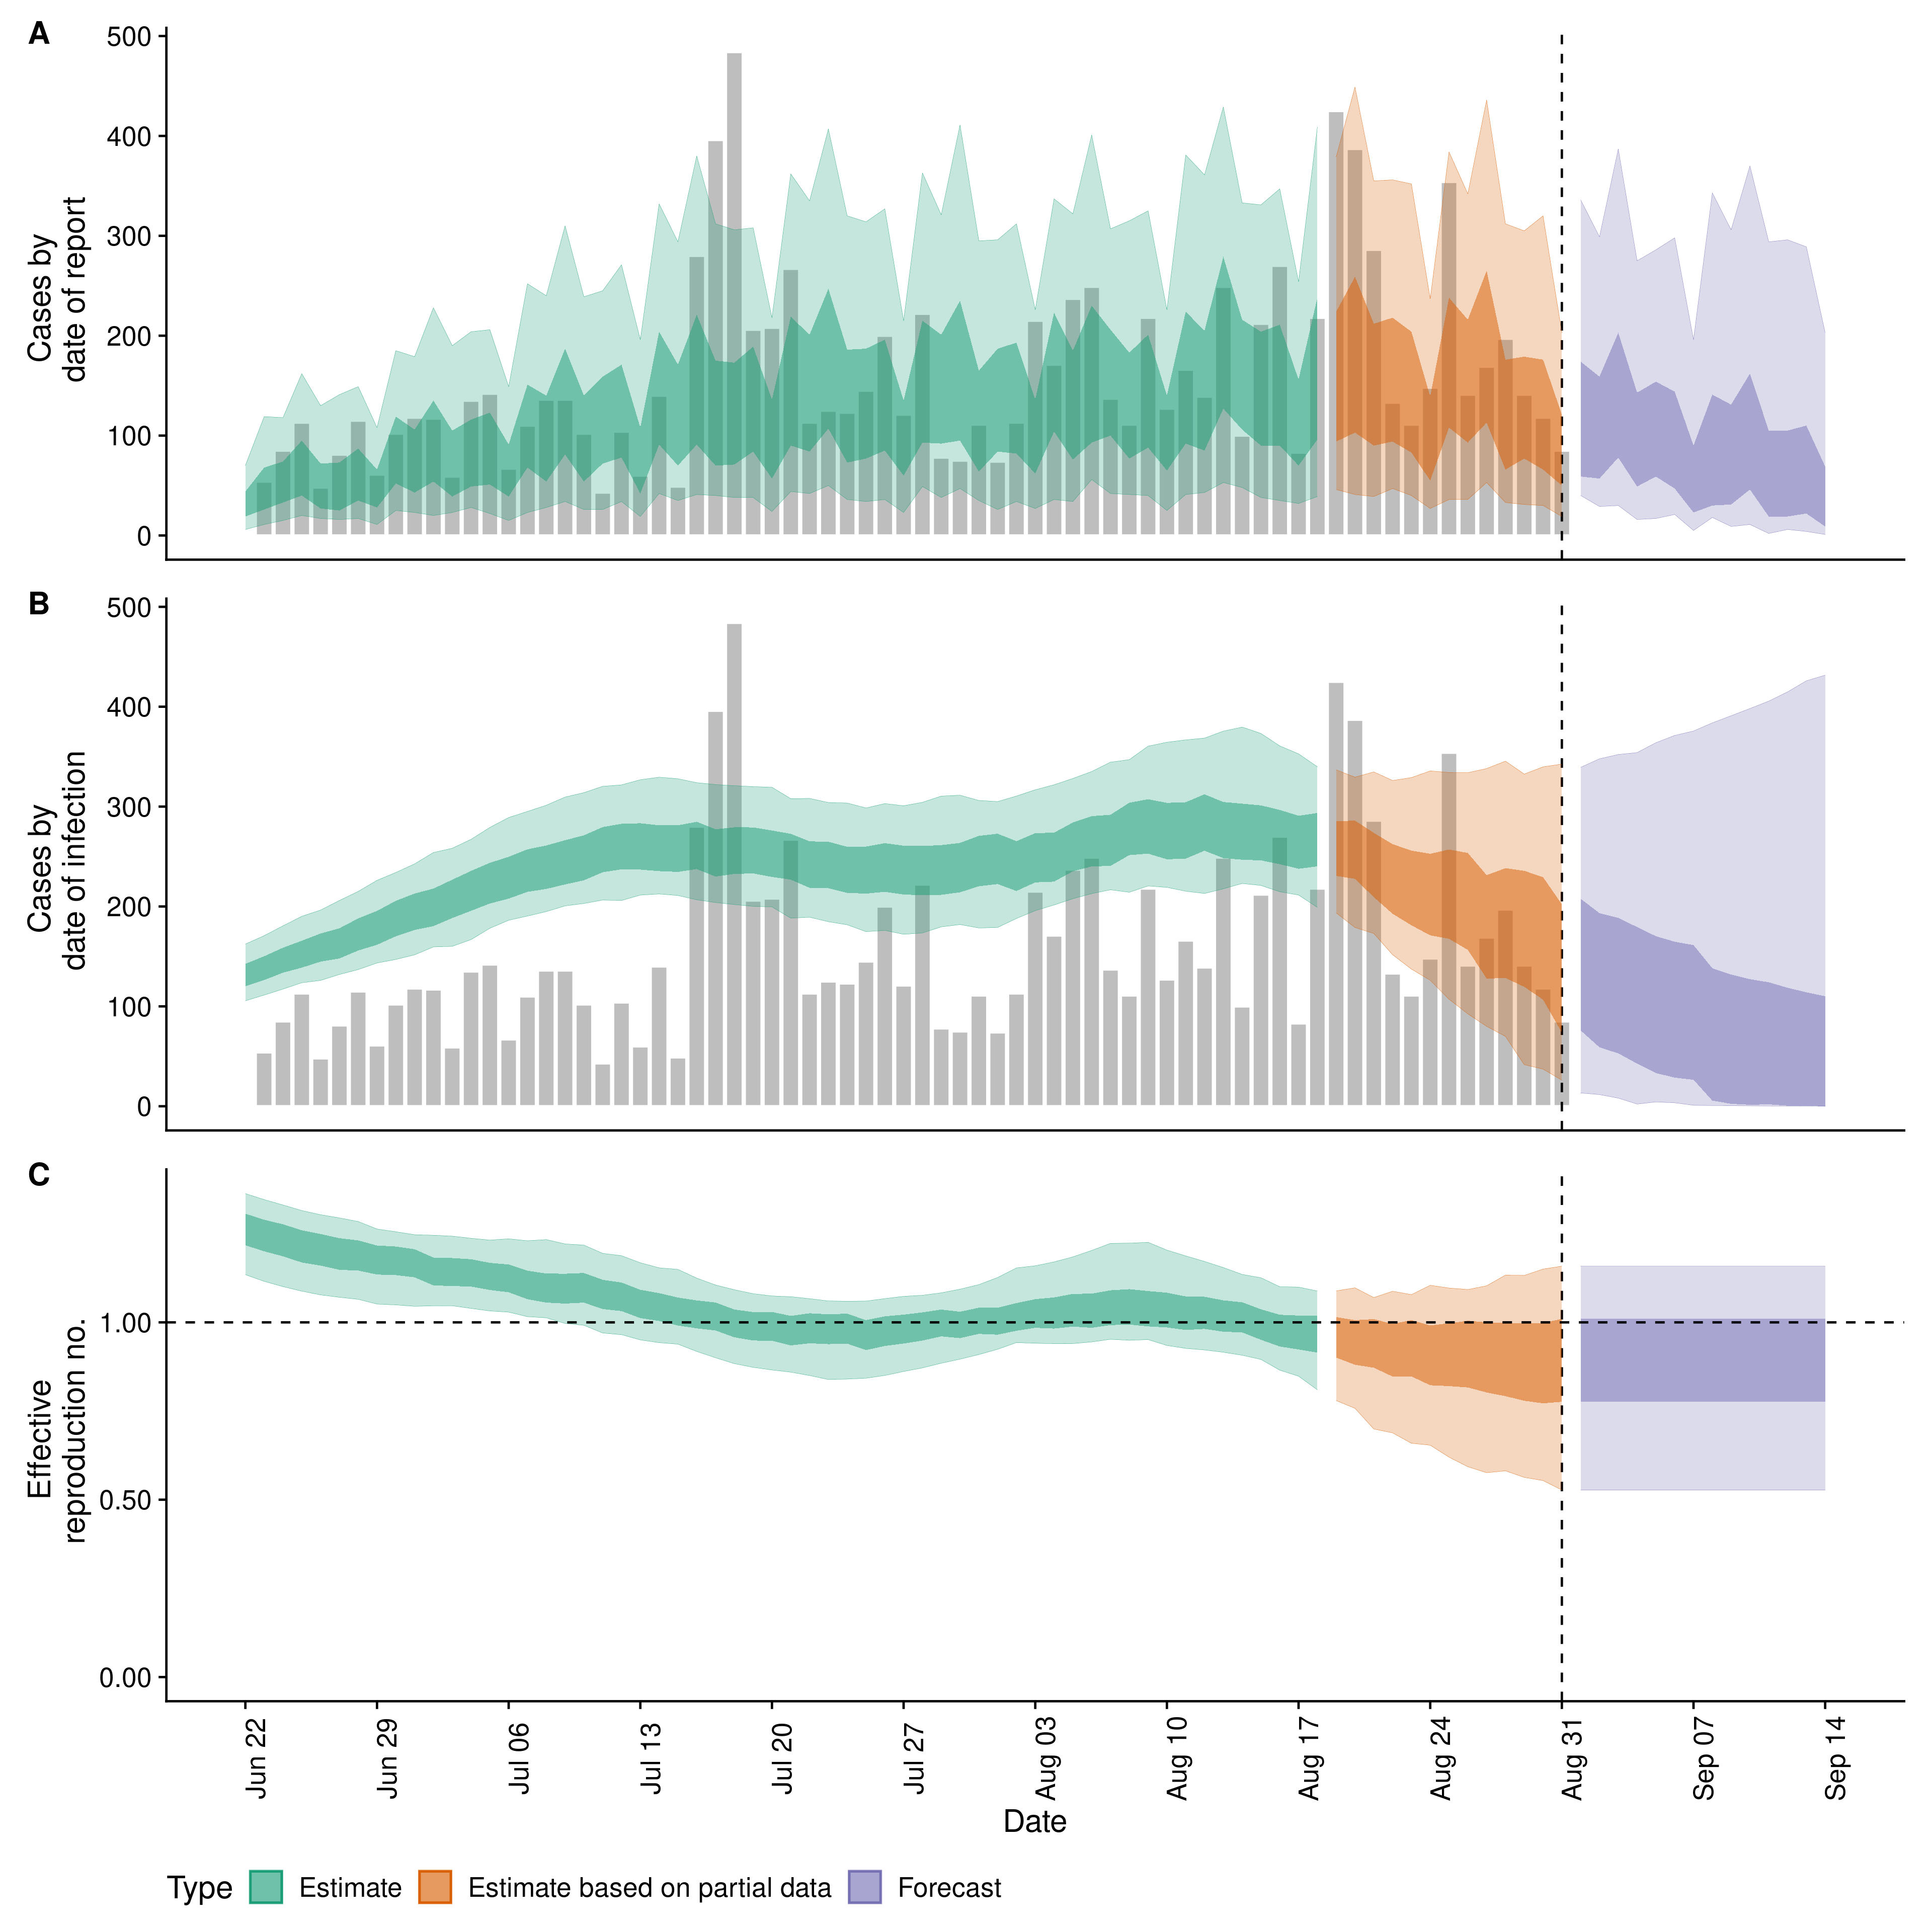 A
500
400
300
200
100
0
Cases by
date of report
B
500
400
300
200
100
0
Cases by
date of infection
C
1.00
0.50
0.00
Effective
reproduction no.
Jun 22
Jun 29
Jul 06
Jul 13
Jul 20
Jul 27
Aug 03
Aug 10
Aug 17
Aug 24
Aug 31
Sep 07
Sep 14
Date
Type Estimate Estimate based on partial data Forecast